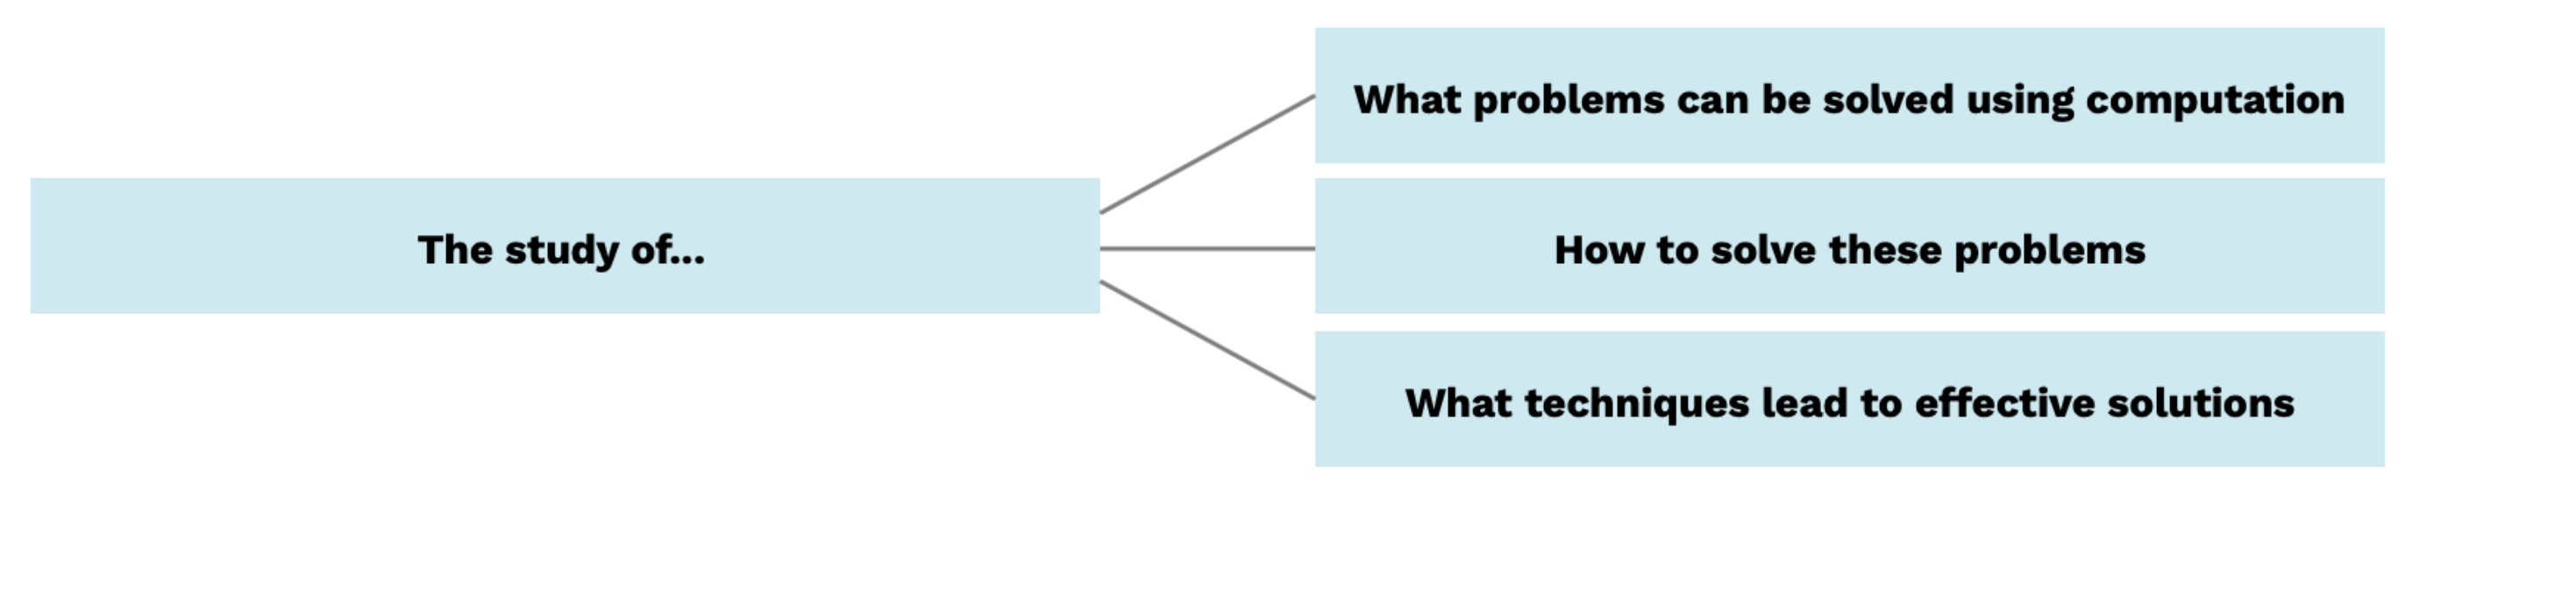 The study of...
What problems can be solved using computation
How to solve these problems
What techniques lead to effective solutions